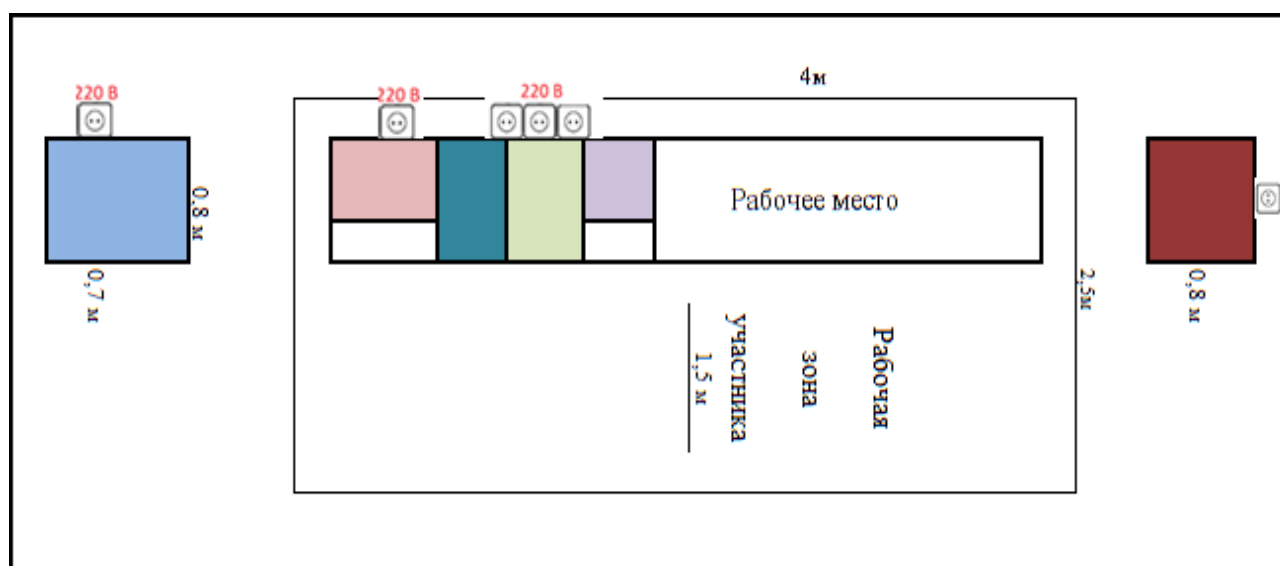 4м
220 В
220 В
220 В
0.8 м
0,7 м
Рабочее место
2,5м
0,8 м
Рабочая
зона
участника
1,5 м